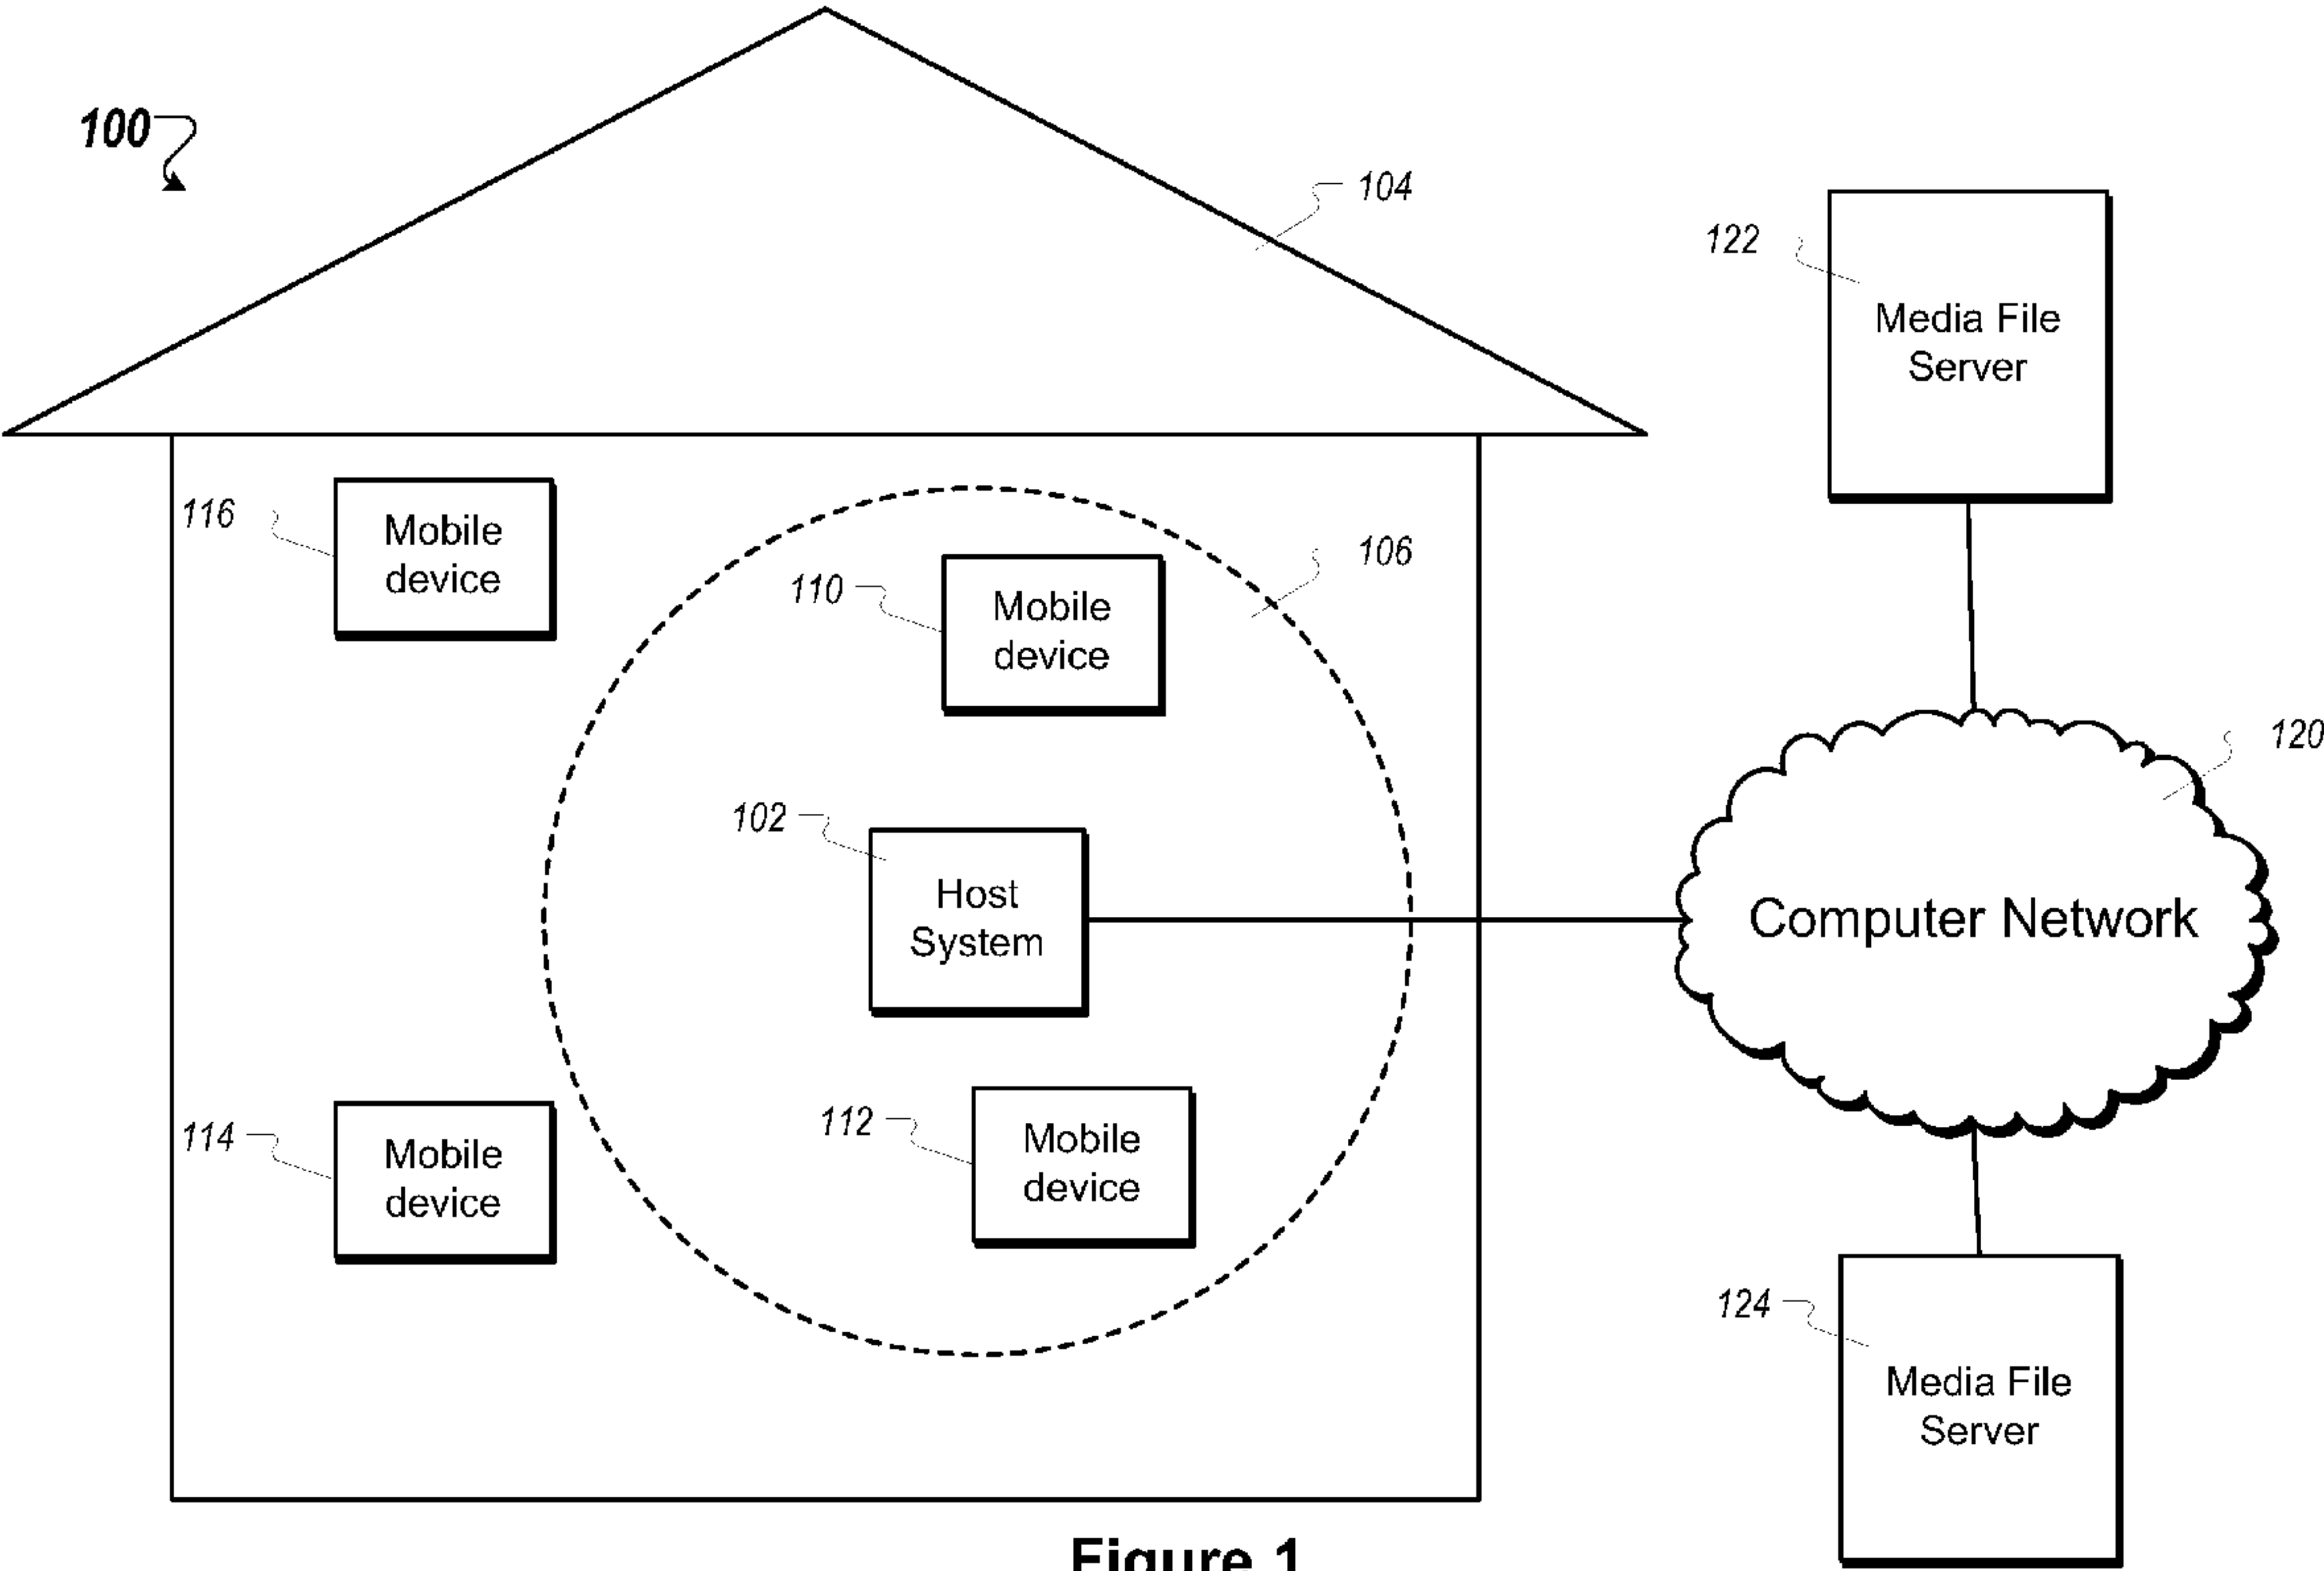 100
104
122
Media File
Server
116
Mobile
device
106
110
Mobile
device
120
102
Host
System
Computer Network
114
Mobile
device
112
Mobile
device
124
Media File
Server
Figure 1